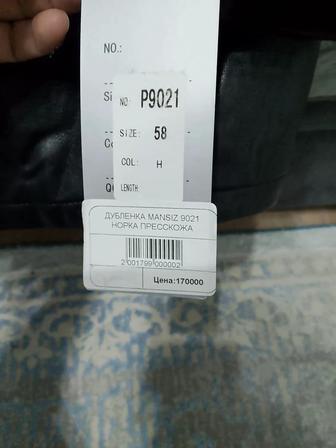 NO.:
Si
NO: P9021
SIZE: 58
Co
COL: H
LENGTH
ДУБЛЕНКА MANSIZ 9021
НОРКА ПРЕССКОЖА
2 001799 000002
Цена:170000